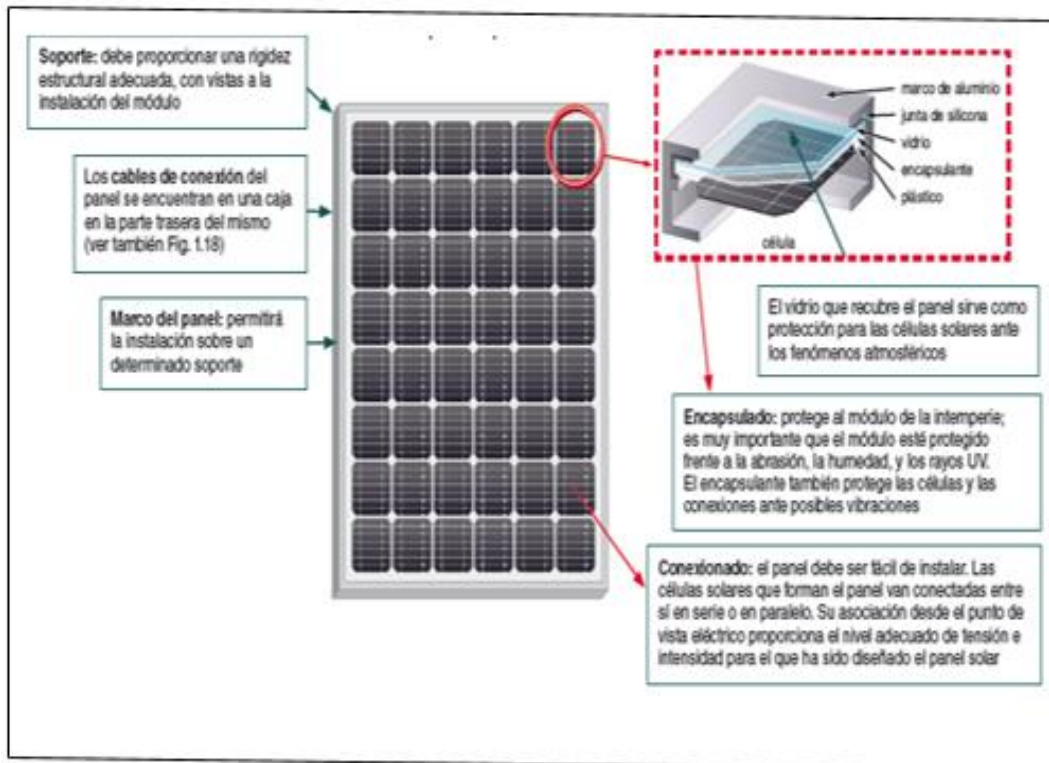 Soporte: debe proporcionar una rigidez
estructural adecuada, con vistas a la
instalación del módulo
Los cables de conexión del
panel se encuentran en una caja
en la parte trasera del mismo
(ver también Fig. 1.18)
Marco del panel: permitirá
la instalación sobre un
determinado soporte
marco de aluminio
junta de silicona
vidrio
encapsulante
plástico
célula
El vidrio que recubre el panel sirve como
protección para las células solares ante
los fenómenos atmosféricos
Encapsulado: protege al módulo de la intemperie;
es muy importante que el módulo esté protegido
frente a la abrasión, la humedad, y los rayos UV.
El encapsulante también protege las células y las
conexiones ante posibles vibraciones
Conexionado: el panel debe ser fácil de instalar. Las
células solares que forman el panel van conectadas entre
sí en serie o en paralelo. Su asociación desde el punto de
vista eléctrico proporciona el nivel adecuado de tensión e
intensidad para el que ha sido diseñado el panel solar